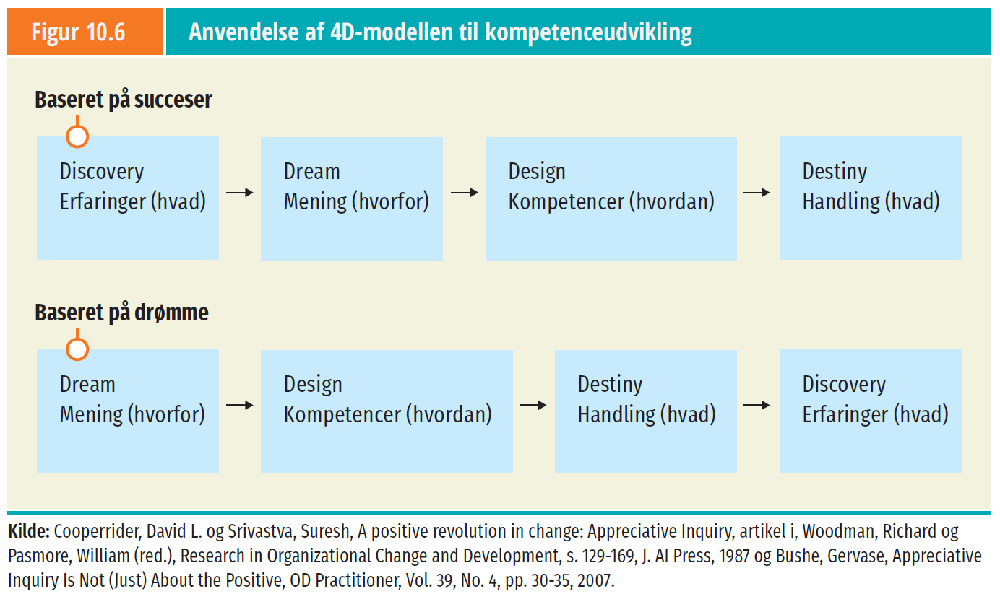 Figur 10.6
Anvendelse af 4D-modellen til kompetenceudvikling
Baseret på succeser
Discovery
Erfaringer (hvad)
Dream
Mening (hvorfor)
Design
Kompetencer (hvordan)
Destiny
Handling (hvad)
Baseret på drømme
Dream
Mening (hvorfor)
Design
Kompetencer (hvordan)
Destiny
Handling (hvad)
Discovery
Erfaringer (hvad)
Kilde: Cooperrider, David L. og Srivastva, Suresh, A positive revolution in change: Appreciative Inquiry, artikel i, Woodman, Richard og
Pasmore, William (red.), Research in Organizational Change and Development, s. 129-169, J. AI Press, 1987 og Bushe, Gervase, Appreciative
Inquiry Is Not (Just) About the Positive, OD Practitioner, Vol. 39, No. 4, pp. 30-35, 2007.